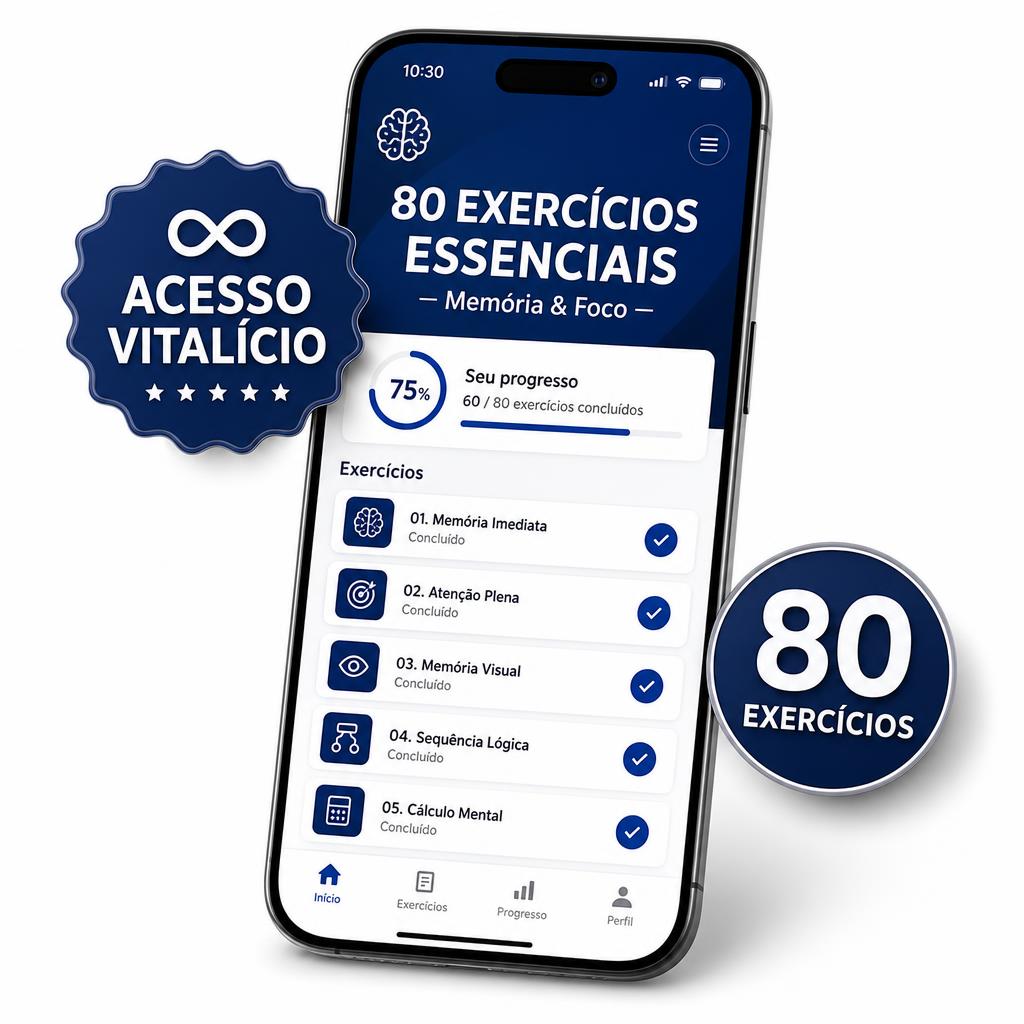 10:30
80 EXERCÍCIOS
ESSENCIAIS
— Memória & Foco —
ACESSO
VITALÍCIO
75%
Seu progresso
60 / 80 exercícios concluídos
Exercícios
01. Memória Imediata
Concluído
02. Atenção Plena
Concluído
03. Memória Visual
Concluído
04. Sequência Lógica
Concluído
05. Cálculo Mental
Concluído
80
EXERCÍCIOS
Início
Exercícios
Progresso
Perfil